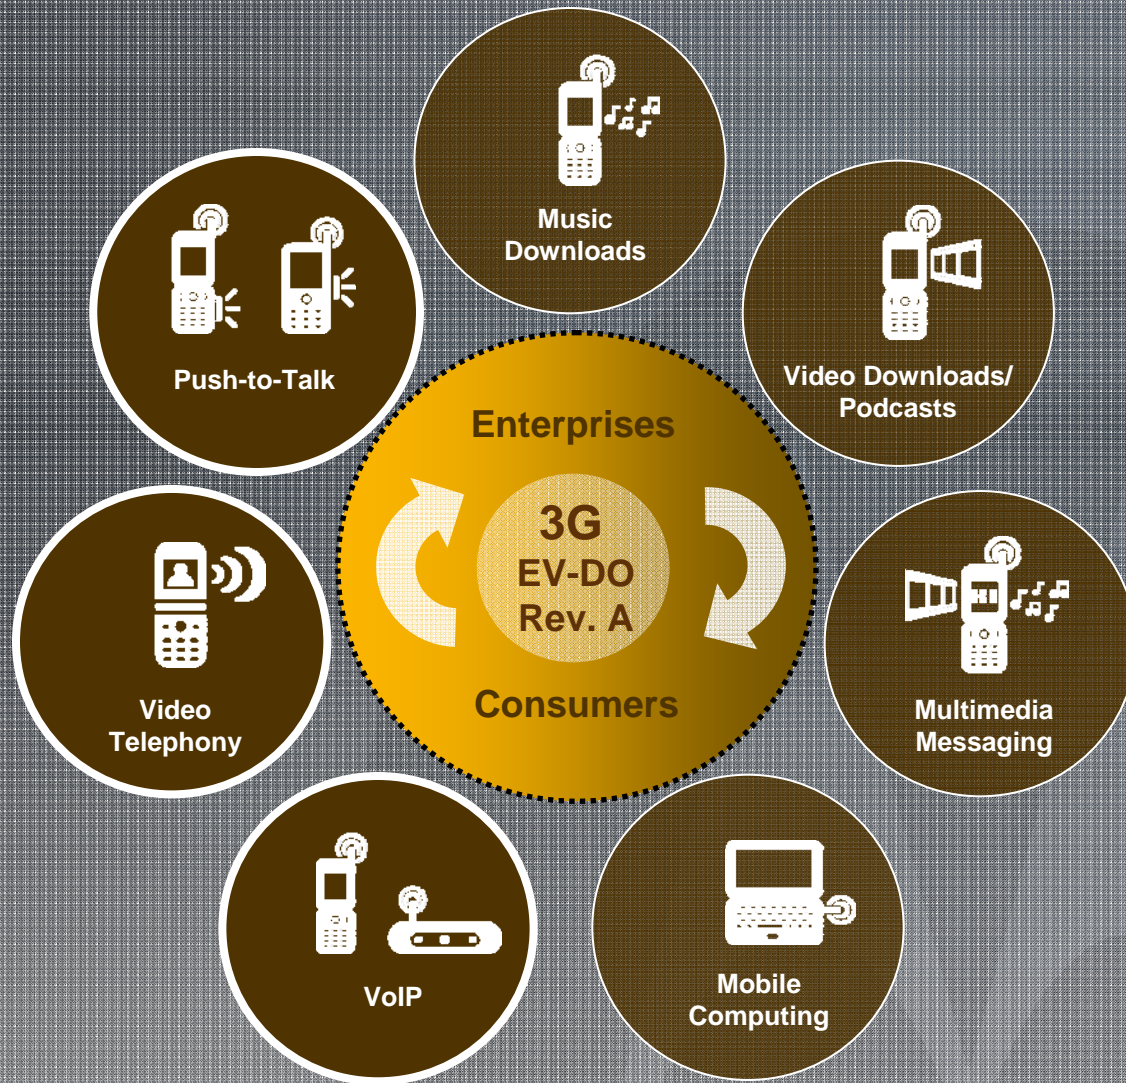 Music
Downloads
Video Downloads/
Podcasts
Push-to-Talk
Enterprises
3G
EV-DO
Rev. A
Consumers
Video
Telephony
Multimedia
Messaging
VoIP
Mobile
Computing